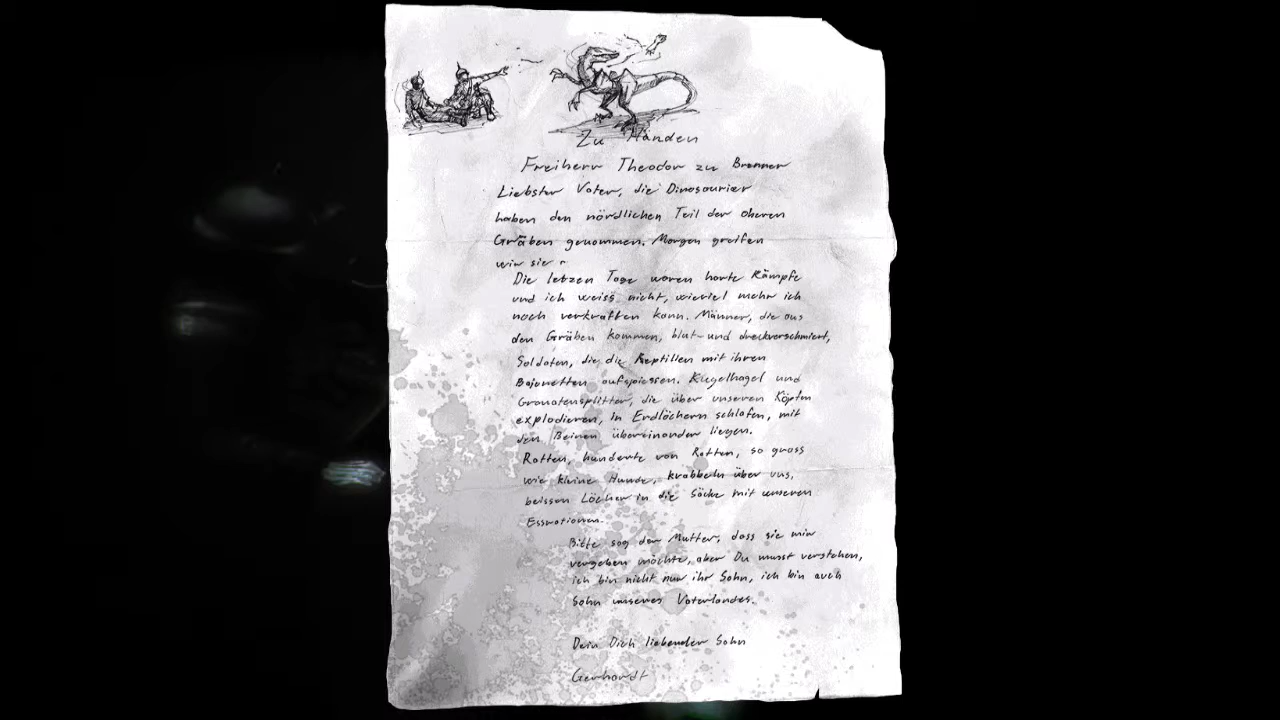 Zu Händen
Freiherr Theodor zu Brenner
Liebster Vater, die Dinosaurier
haben den nördlichen Teil der oberen
Gräben genommen. Morgen greifen
wir sie
Die letzen Tage waren harte Kämpfe
und ich weiss nicht, wieviel mehr ich
noch verkraften kann. Männer, die aus
den Gräben kommen, blut- und dreckverschmiert,
Soldaten, die die Reptilien mit ihren
Bajonetten aufspiessen. Kugelhagel und
Granatensplitter, die über unseren Köpfen
explodieren, in Erdlöchern schlafen, mit
den Beinen übereinander liegen.
Ratten, hunderte von Ratten, so gross
wie kleine Hunde, krabbeln über uns,
beissen Löcher in die Säcke mit unseren
Essrationen.
Bitte sag der Mutter, dass sie mir
vergeben möchte, aber Du musst verstehen,
ich bin nicht nur ihr Sohn, ich bin auch
Sohn unseres Vaterlandes.
Dein Dich liebender Sohn
Gerhardt